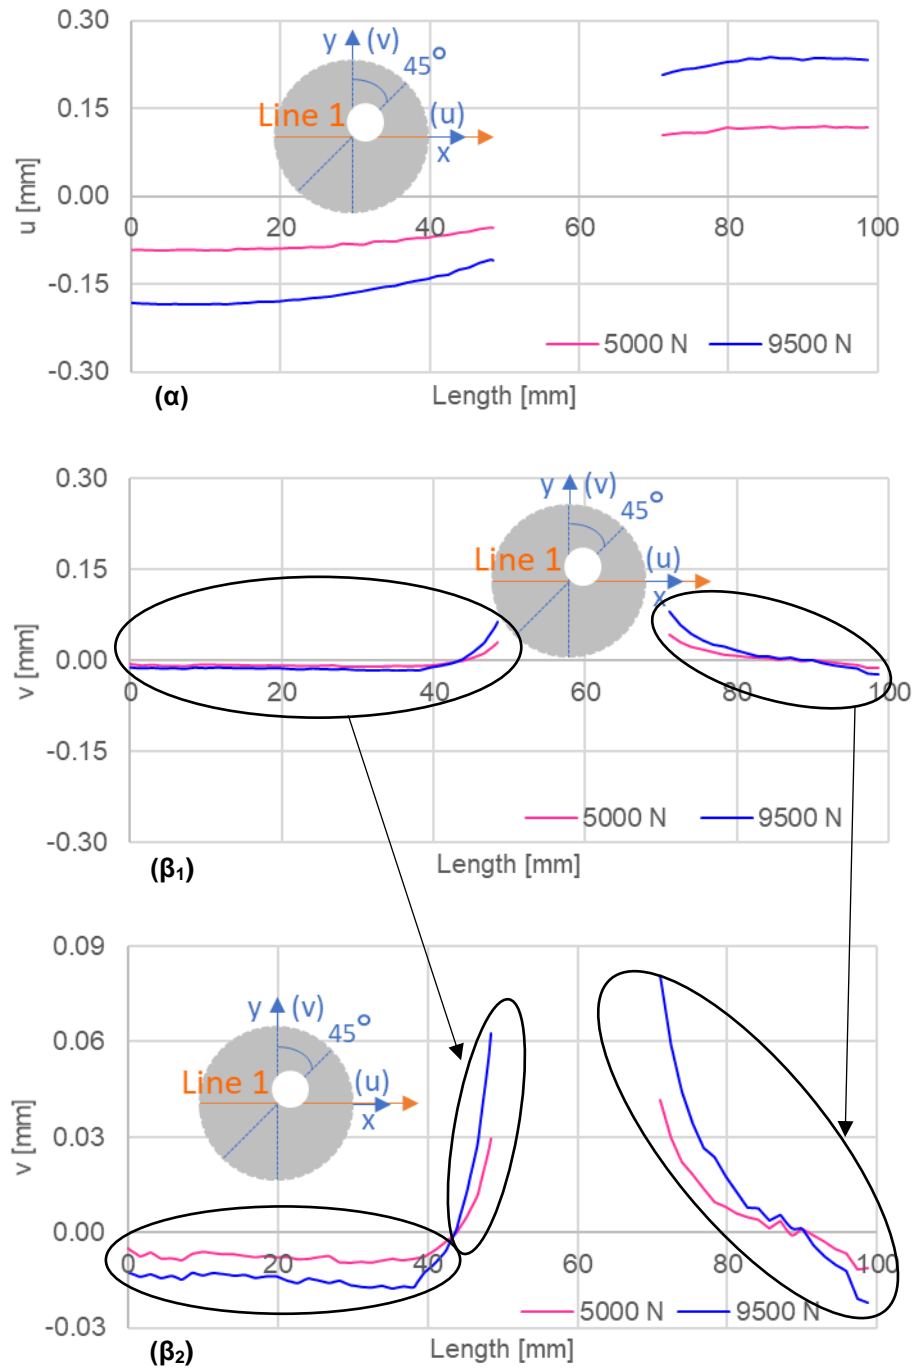 0.30
y (v)
45°
0.15
Line 1 (u)
x
0.00
0 20 40 60 80 100
u [mm]
-0.15
5000 N 9500 N
-0.30
(α) Length [mm]
0.30
y (v)
45°
0.15
Line 1 (u)
x
v [mm]
0.00
0 20 40 60 80 100
-0.15
5000 N 9500 N
-0.30
(β1) Length [mm]
0.09
y (v)
45°
0.06
Line 1 (u)
x
v [mm]
0.03
0.00
0 20 40 60 80 100
5000 N 9500 N
-0.03
(β2) Length [mm]